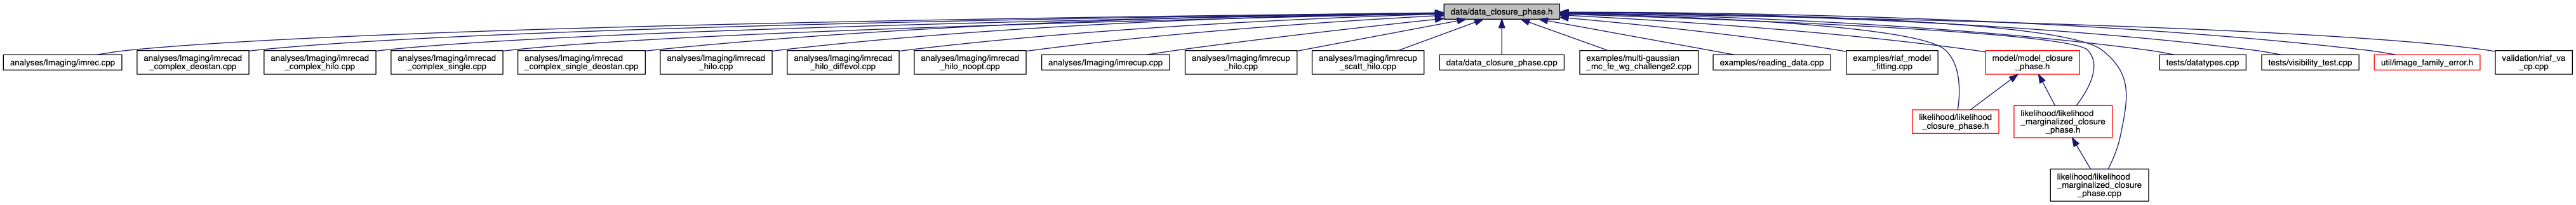 data/data_closure_phase.h
analyses/Imaging/imrec.cpp
analyses/Imaging/imrecad
_complex_deostan.cpp
analyses/Imaging/imrecad
_complex_hilo.cpp
analyses/Imaging/imrecad
_complex_single.cpp
analyses/Imaging/imrecad
_complex_single_deostan.cpp
analyses/Imaging/imrecad
_hilo.cpp
analyses/Imaging/imrecad
_hilo_diffevol.cpp
analyses/Imaging/imrecad
_hilo_noopt.cpp
analyses/Imaging/imrecup.cpp
analyses/Imaging/imrecup
_hilo.cpp
analyses/Imaging/imrecup
_scatt_hilo.cpp
data/data_closure_phase.cpp
examples/multi-gaussian
_mc_fe_wg_challenge2.cpp
examples/reading_data.cpp
examples/riaf_model
_fitting.cpp
model/model_closure
_phase.h
tests/datatypes.cpp
tests/visibility_test.cpp
util/image_family_error.h
validation/riaf_va
_cp.cpp
likelihood/likelihood
_closure_phase.h
likelihood/likelihood
_marginalized_closure
_phase.h
likelihood/likelihood
_marginalized_closure
_phase.cpp